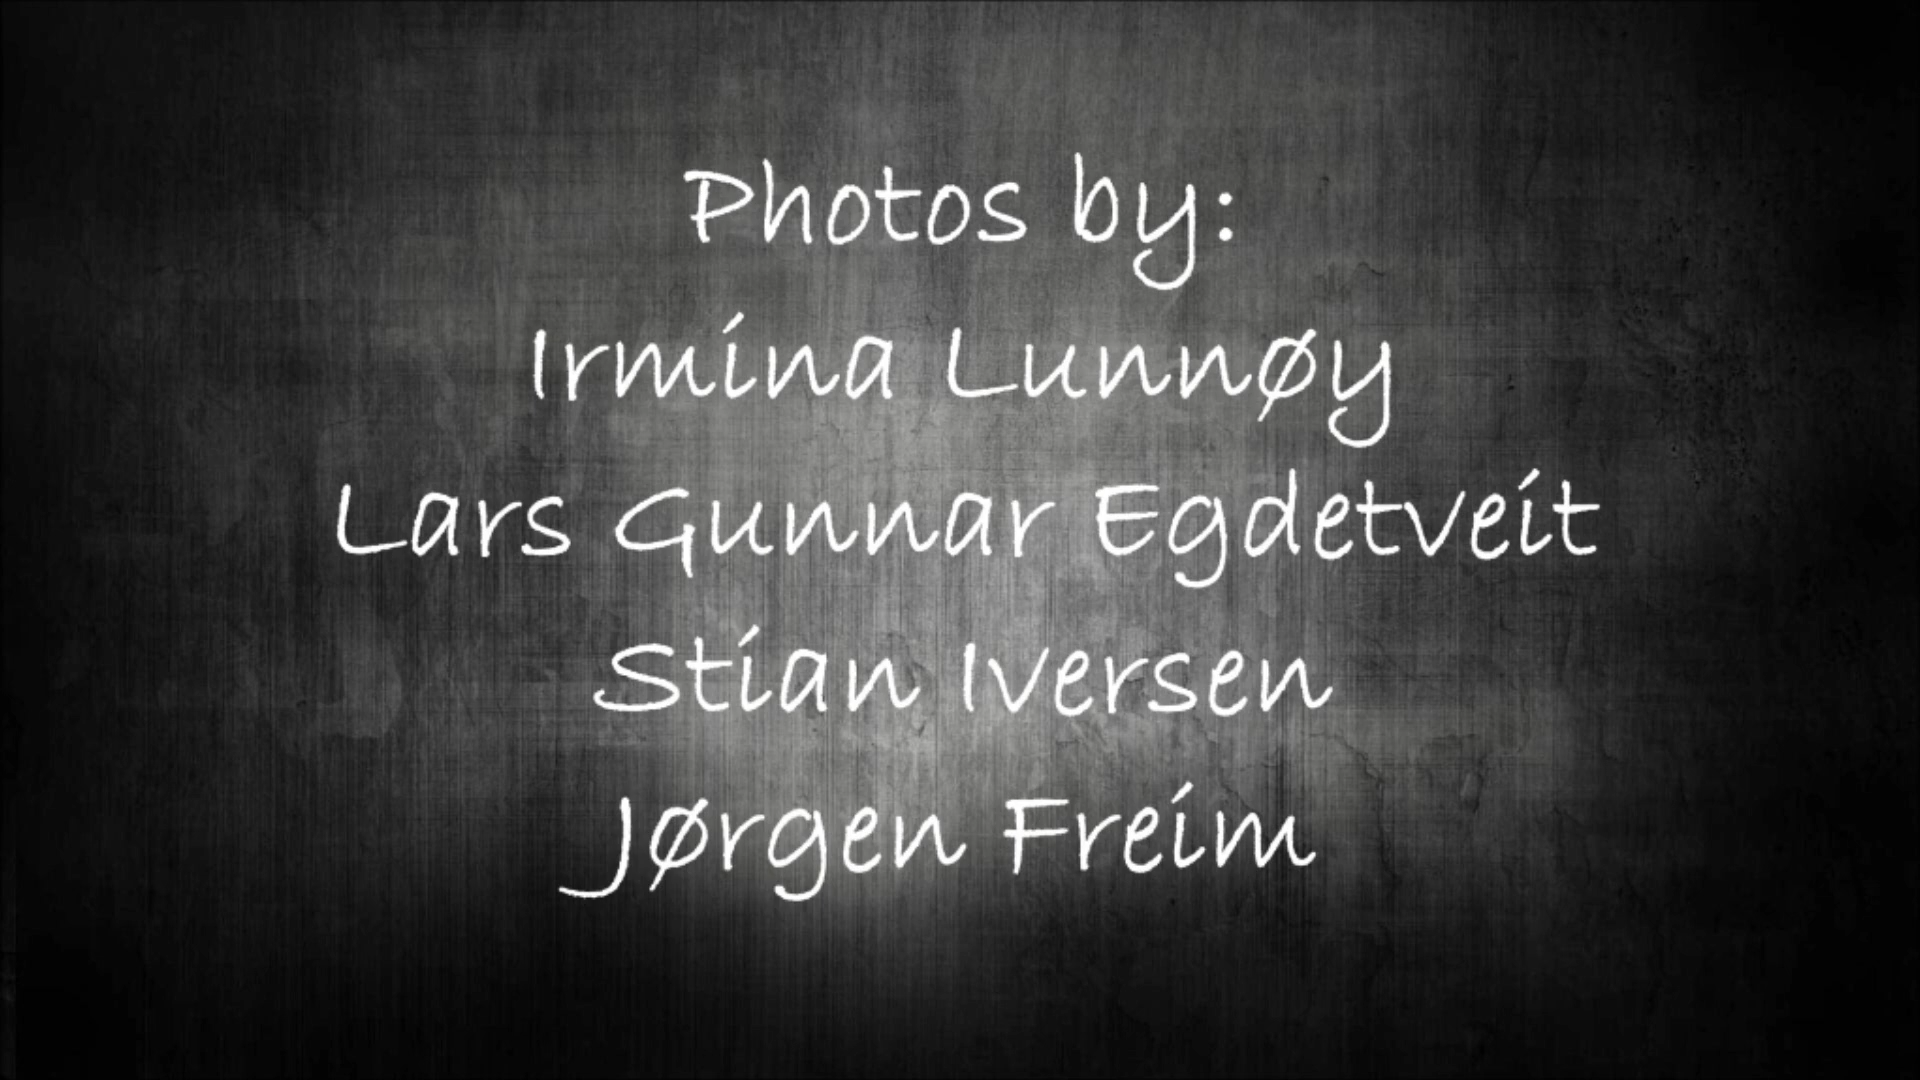 Photos by:
Irmina Lunnøy
Lars Gunnar Egdetveit
Stian Iversen
Jørgen Freim